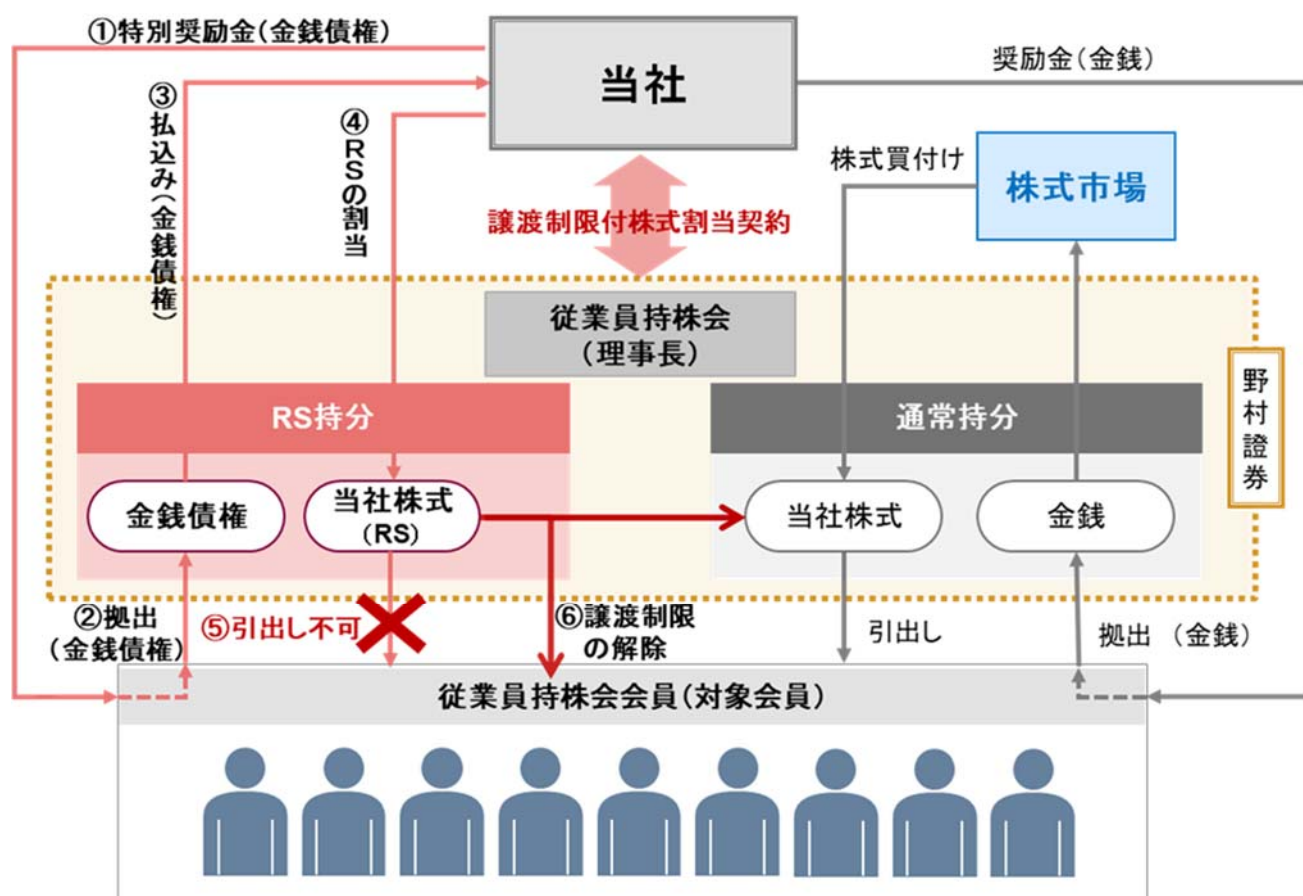 ①特別奨励金(金銭債権)
当社
奨励金(金銭)
③払込み(金銭債権)
④RSの割当
株式買付け
株式市場
譲渡制限付株式割当契約
従業員持株会
(理事長)
野村證券
RS持分
通常持分
金銭債権
当社株式
(RS)
当社株式
金銭
②拠出
(金銭債権)
⑤引出し不可
⑥譲渡制限
の解除
引出し
拠出 (金銭)
従業員持株会会員(対象会員)